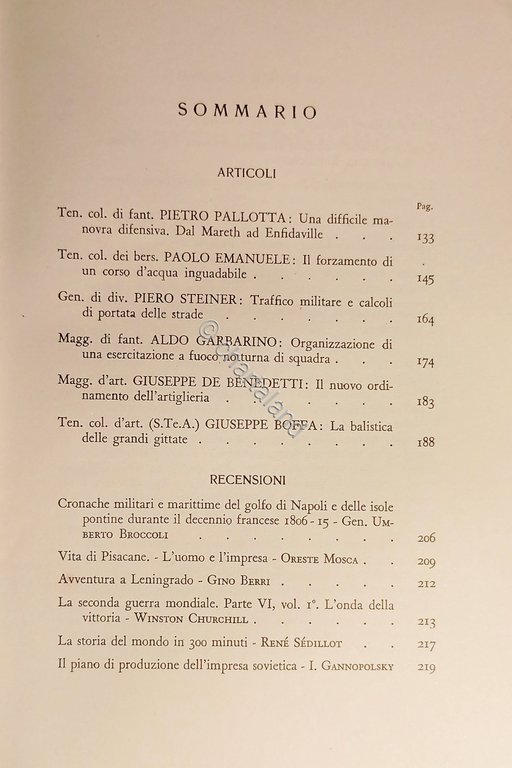 SOMMARIO
ARTICOLI
Pag.
Ten. col. di fant. PIETRO PALLOTTA: Una difficile ma-
novra difensiva. Dal Mareth ad Enfidaville . . . 133
Ten. col. dei bers. PAOLO EMANUELE: Il forzamento di
un corso d'acqua inguadabile . . . . . . 145
Gen. di div. PIERO STEINER: Traffico militare e calcoli
di portata delle strade . . . . . . . 164
Magg. di fant. ALDO GARBARINO: Organizzazione di
una esercitazione a fuoco notturna di squadra . . . 174
Magg. d'art. GIUSEPPE DE BENEDETTI: Il nuovo ordi-
namento dell'artiglieria . . . . . . 183
Ten. col. d'art. (S.Te.A.) GIUSEPPE BOFFA: La balistica
delle grandi gittate . . . . . . . 188
RECENSIONI
Cronache militari e marittime del golfo di Napoli e delle isole
pontine durante il decennio francese 1806-15 - Gen. UM-
BERTO BROCCOLI . . . . . . . 206
Vita di Pisacane. - L'uomo e l'impresa - ORESTE MOSCA . . 209
Avventura a Leningrado - GINO BERRI . . . . . 212
La seconda guerra mondiale. Parte VI, vol. 1°. L'onda della
vittoria - WINSTON CHURCHILL . . . . . . 213
La storia del mondo in 300 minuti - RENÉ SÉDILLOT . . 217
Il piano di produzione dell'impresa sovietica - I. GANNOPOLSKY 219
© chartaland